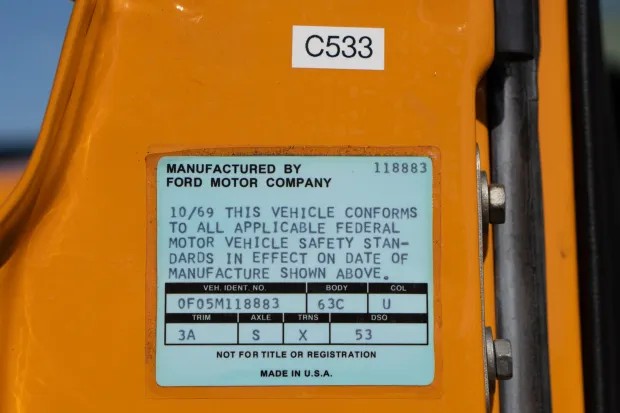 C533
MANUFACTURED BY 118883
FORD MOTOR COMPANY
10/69 THIS VEHICLE CONFORMS
TO ALL APPLICABLE FEDERAL
MOTOR VEHICLE SAFETY STAN-
DARDS IN EFFECT ON DATE OF
MANUFACTURE SHOWN ABOVE.
VEH. IDENT. NO. BODY COL
0F05M118883 63C U
TRIM AXLE TRNS DSO
3A S X 53
NOT FOR TITLE OR REGISTRATION
MADE IN U.S.A.